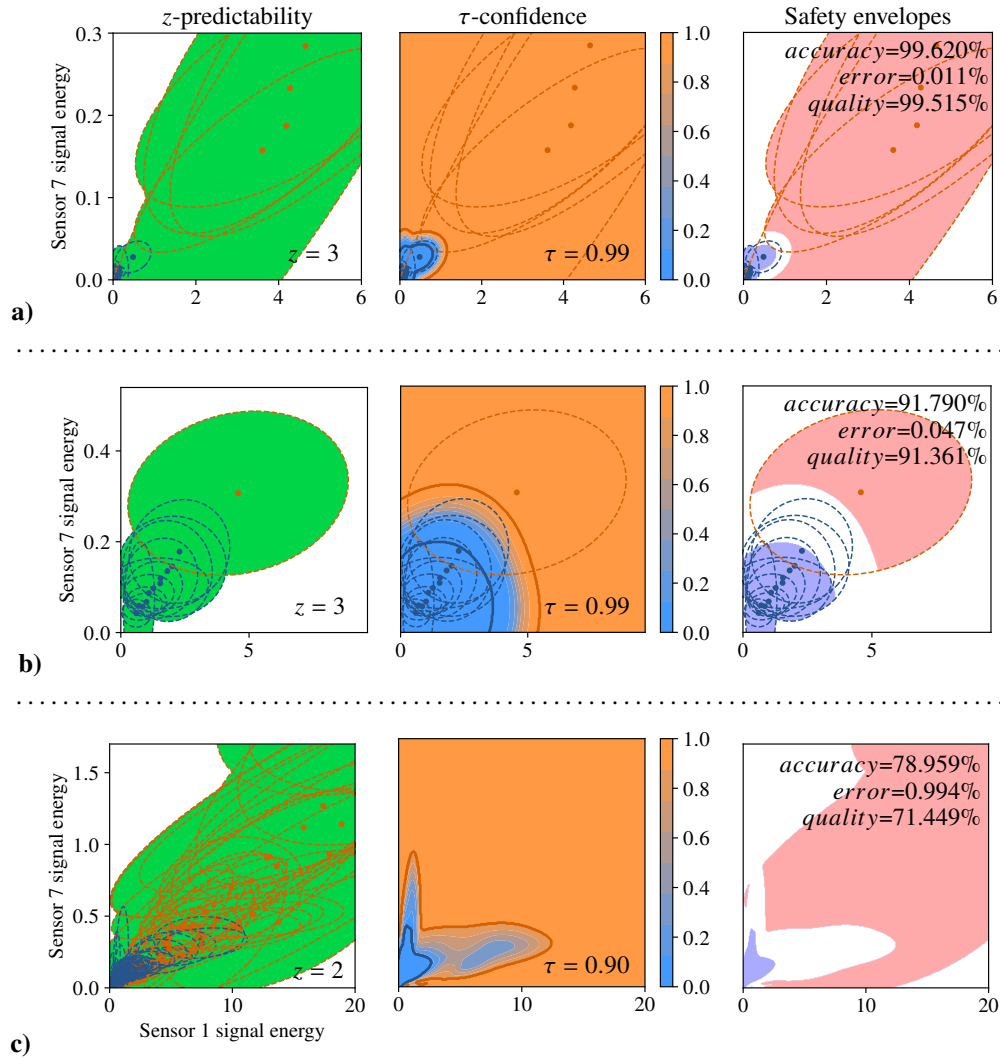 z-predictability
τ-confidence
Safety envelopes
Sensor 7 signal energy
0.3
0.2
0.1
0.0
0
2
4
6
z = 3
0
2
4
6
τ = 0.99
1.0
0.8
0.6
0.4
0.2
0.0
accuracy=99.620%
error=0.011%
quality=99.515%
0
2
4
6
a)
Sensor 7 signal energy
0.4
0.2
0.0
0
5
z = 3
0
5
τ = 0.99
1.0
0.8
0.6
0.4
0.2
0.0
accuracy=91.790%
error=0.047%
quality=91.361%
0
5
b)
Sensor 7 signal energy
1.5
1.0
0.5
0.0
0
10
20
z = 2
Sensor 1 signal energy
0
10
20
τ = 0.90
1.0
0.8
0.6
0.4
0.2
0.0
accuracy=78.959%
error=0.994%
quality=71.449%
0
10
20
c)